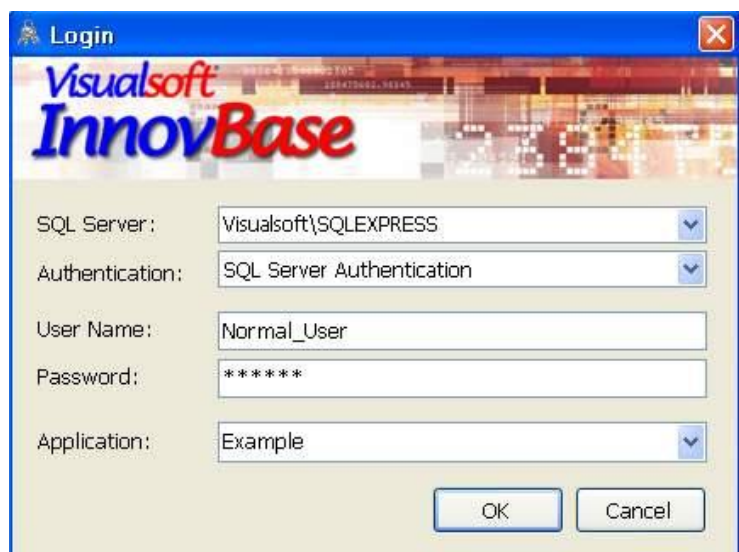 Login
Visualsoft
InnovBase
SQL Server:
Visualsoft\SQLEXPRESS
Authentication:
SQL Server Authentication
User Name:
Normal_User
Password:
******
Application:
Example
OK
Cancel